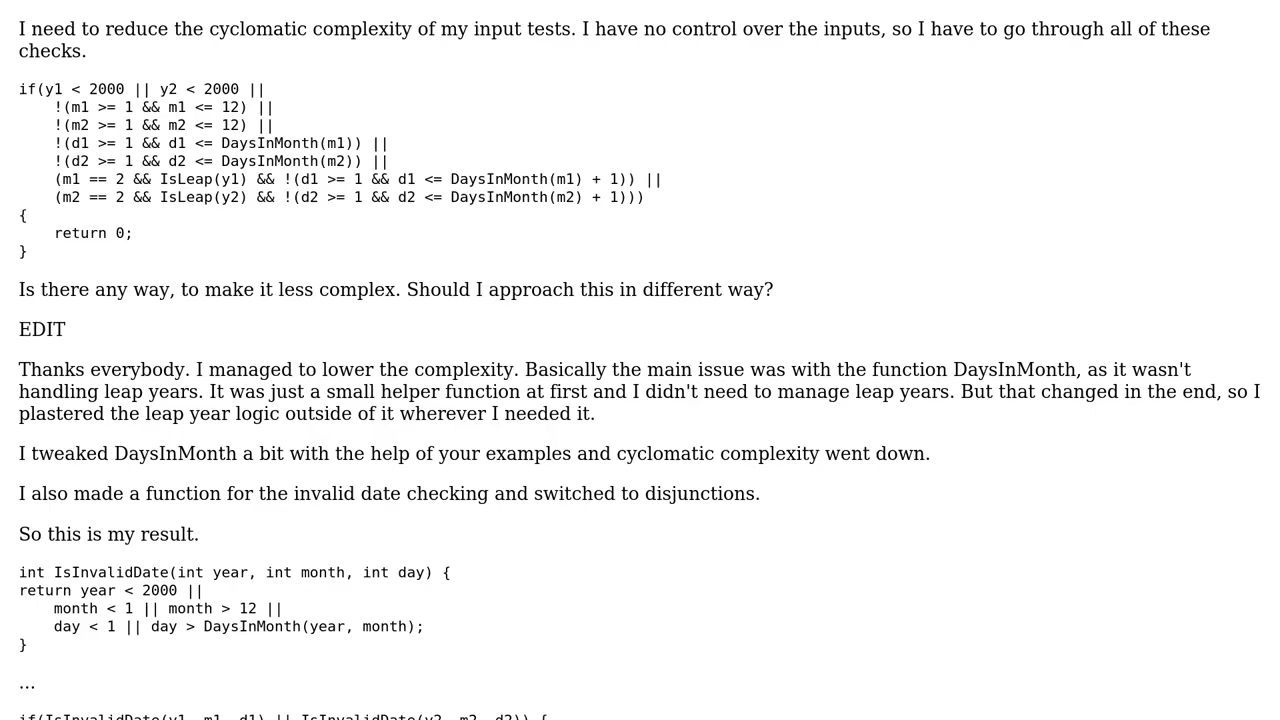 I need to reduce the cyclomatic complexity of my input tests. I have no control over the inputs, so I have to go through all of these
checks.
if(y1 < 2000 || y2 < 2000 ||
    !(m1 >= 1 && m1 <= 12) ||
    !(m2 >= 1 && m2 <= 12) ||
    !(d1 >= 1 && d1 <= DaysInMonth(m1)) ||
    !(d2 >= 1 && d2 <= DaysInMonth(m2)) ||
    (m1 == 2 && IsLeap(y1) && !(d1 >= 1 && d1 <= DaysInMonth(m1) + 1)) ||
    (m2 == 2 && IsLeap(y2) && !(d2 >= 1 && d2 <= DaysInMonth(m2) + 1)))
{
    return 0;
}
Is there any way, to make it less complex. Should I approach this in different way?
EDIT
Thanks everybody. I managed to lower the complexity. Basically the main issue was with the function DaysInMonth, as it wasn't
handling leap years. It was just a small helper function at first and I didn't need to manage leap years. But that changed in the end, so I
plastered the leap year logic outside of it wherever I needed it.
I tweaked DaysInMonth a bit with the help of your examples and cyclomatic complexity went down.
I also made a function for the invalid date checking and switched to disjunctions.
So this is my result.
int IsInvalidDate(int year, int month, int day) {
return year < 2000 ||
    month < 1 || month > 12 ||
    day < 1 || day > DaysInMonth(year, month);
}
...
if(IsInvalidDate(y1, m1, d1) || IsInvalidDate(y2, m2, d2)) {